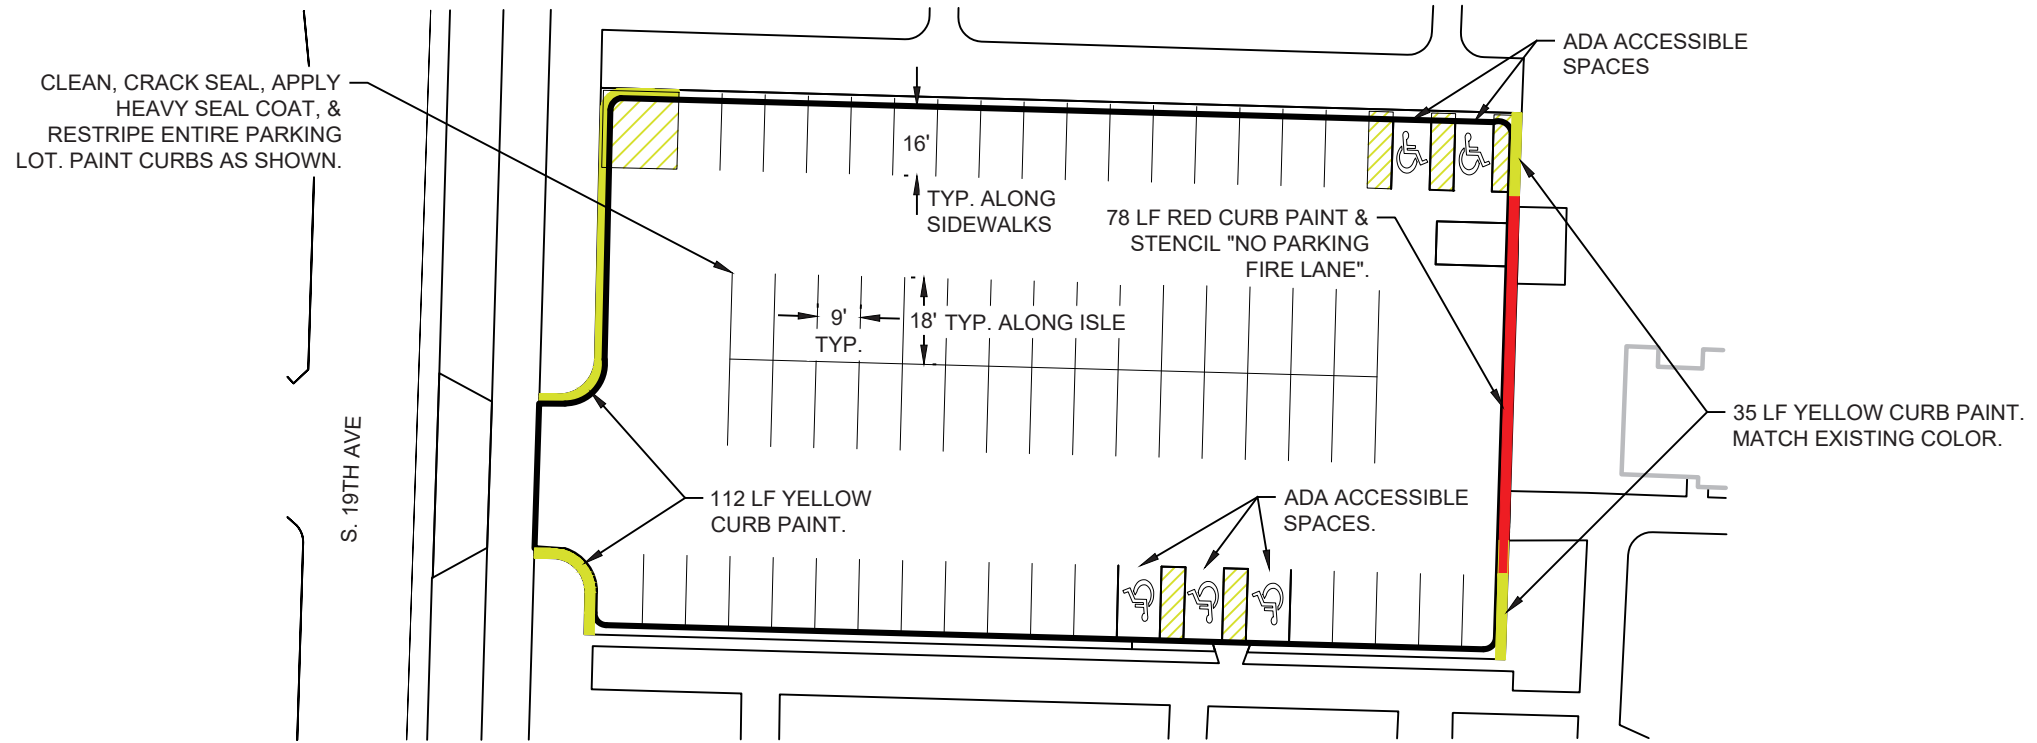 CLEAN, CRACK SEAL, APPLY
HEAVY SEAL COAT, &
RESTRIPE ENTIRE PARKING
LOT. PAINT CURBS AS SHOWN.
ADA ACCESSIBLE
SPACES
16'
TYP. ALONG
SIDEWALKS
78 LF RED CURB PAINT &
STENCIL "NO PARKING
FIRE LANE".
9'
TYP.
18' TYP. ALONG ISLE
35 LF YELLOW CURB PAINT.
MATCH EXISTING COLOR.
S. 19TH AVE
112 LF YELLOW
CURB PAINT.
ADA ACCESSIBLE
SPACES.